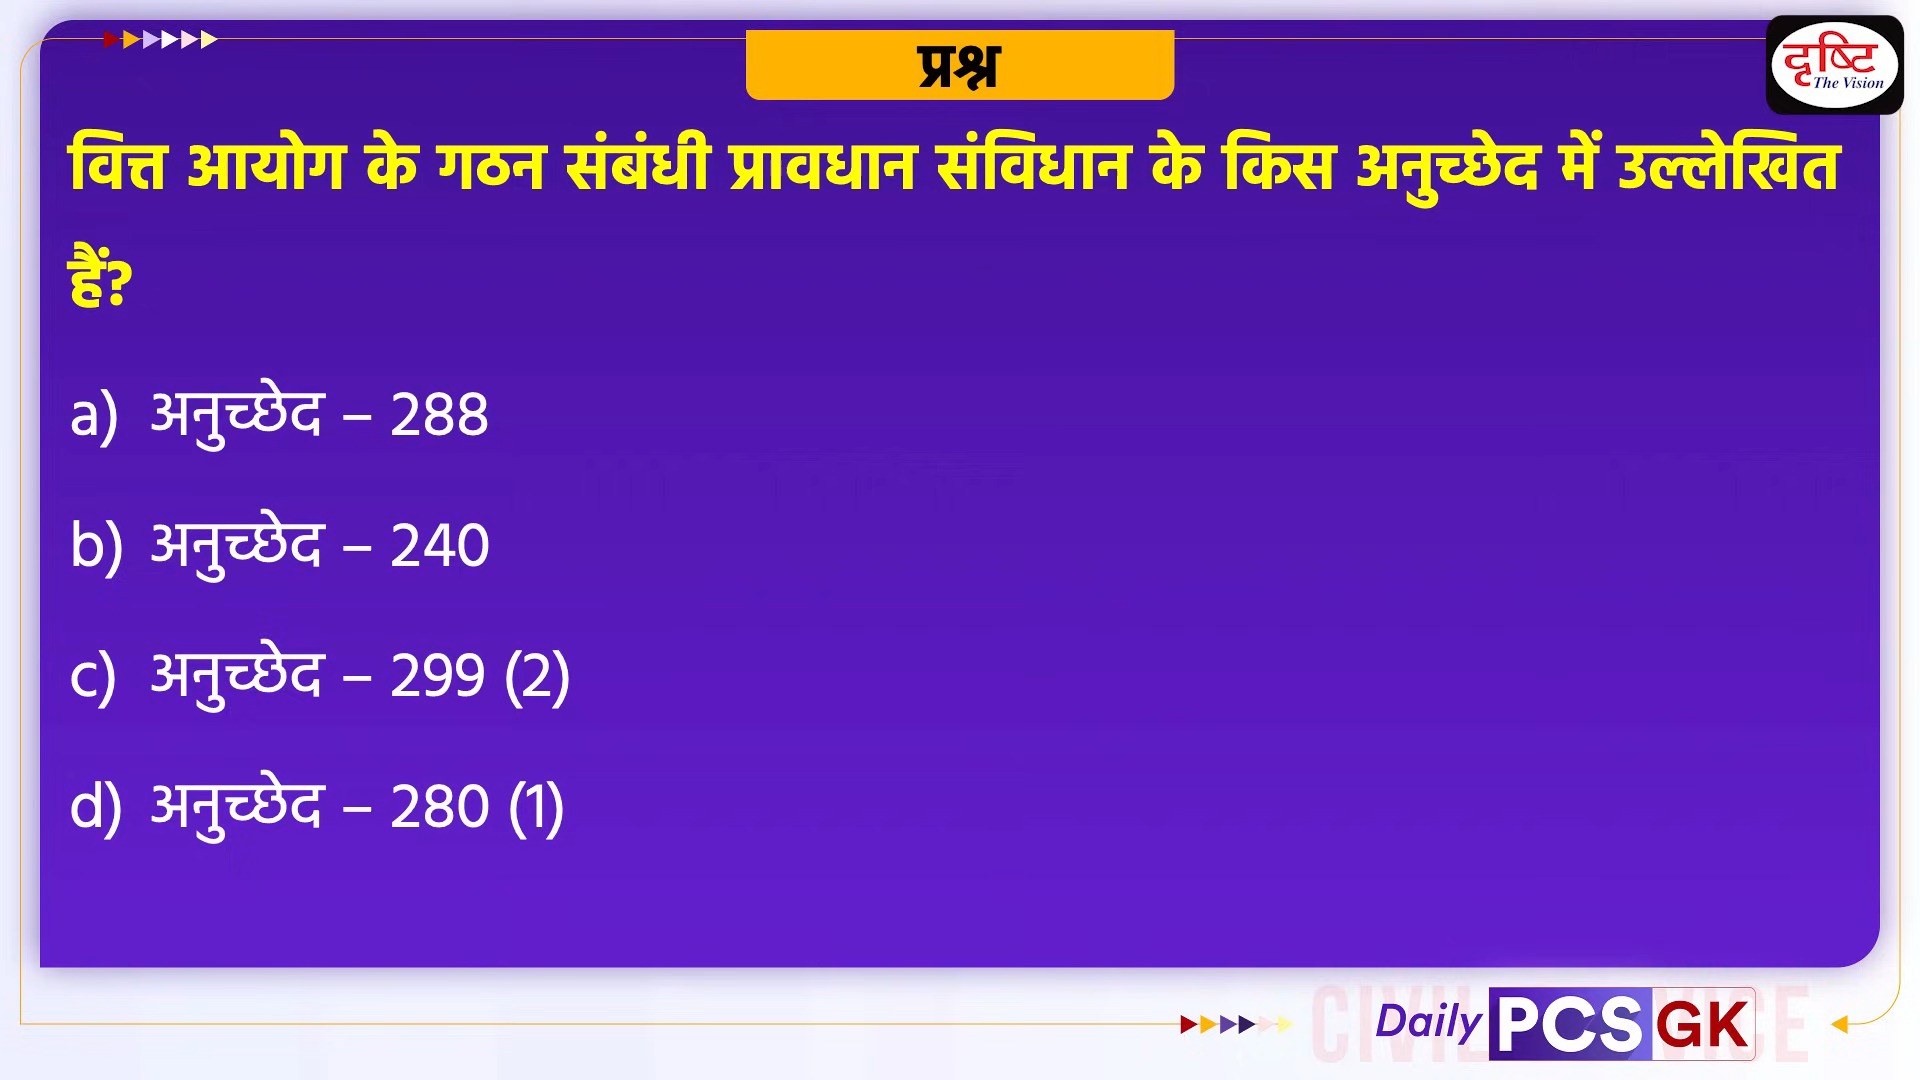 प्रश्न
दृष्टि
The Vision
वित्त आयोग के गठन संबंधी प्रावधान संविधान के किस अनुच्छेद में उल्लेखित
हैं?
a) अनुच्छेद – 288
b) अनुच्छेद – 240
c) अनुच्छेद – 299 (2)
d) अनुच्छेद – 280 (1)
Daily PCS GK